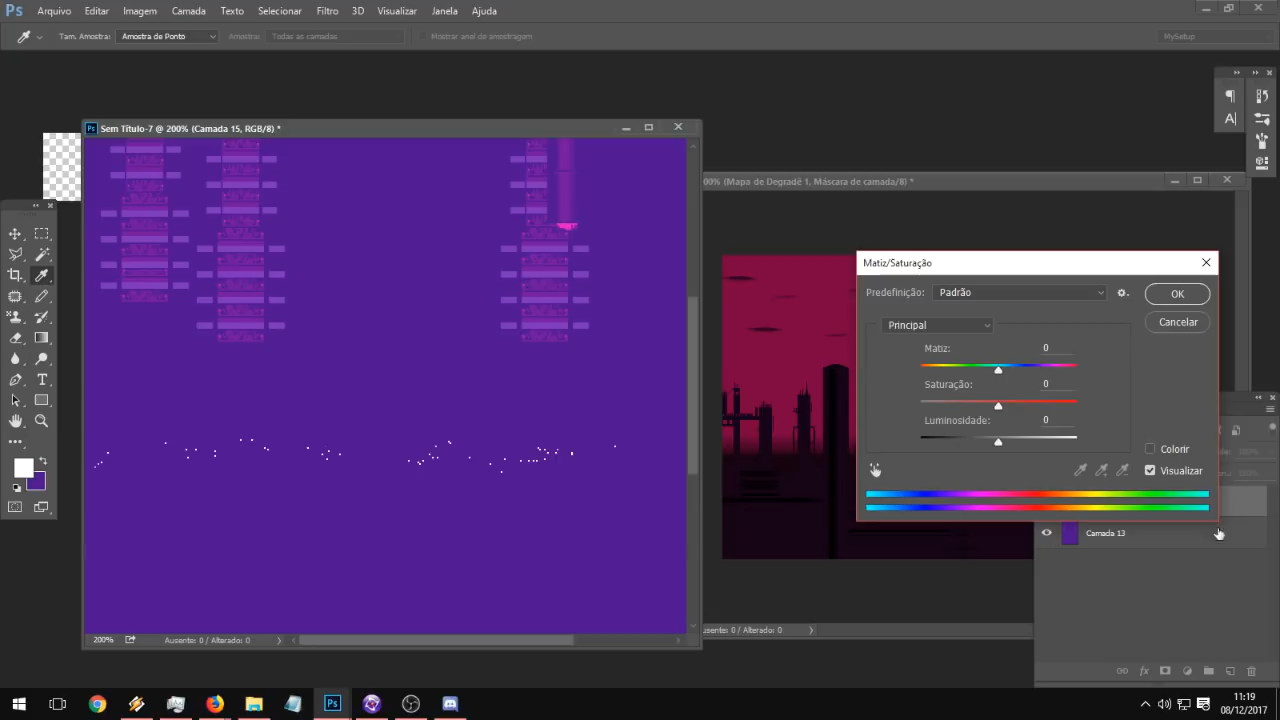 Ps Arquivo Editar Imagem Camada Texto Selecionar Filtro 3D Visualizar Janela Ajuda
Tam. Amostra: Amostra de Ponto Amostra: Todas as camadas Mostrar anel de amostragem MySetup
Ps Sem Título-7 @ 200% (Camada 15, RGB/8) *
00% (Mapa de Degradê 1, Máscara de camada/8) *
Matiz/Saturação
Predefinição: Padrão
OK
Principal
Cancelar
Matiz: 0
Saturação: 0
Luminosidade: 0
Colorir
Visualizar
Camada 13
200% Ausente: 0 / Alterado: 0
usente: 0 / Alterado: 0
Ps
11:19
08/12/2017